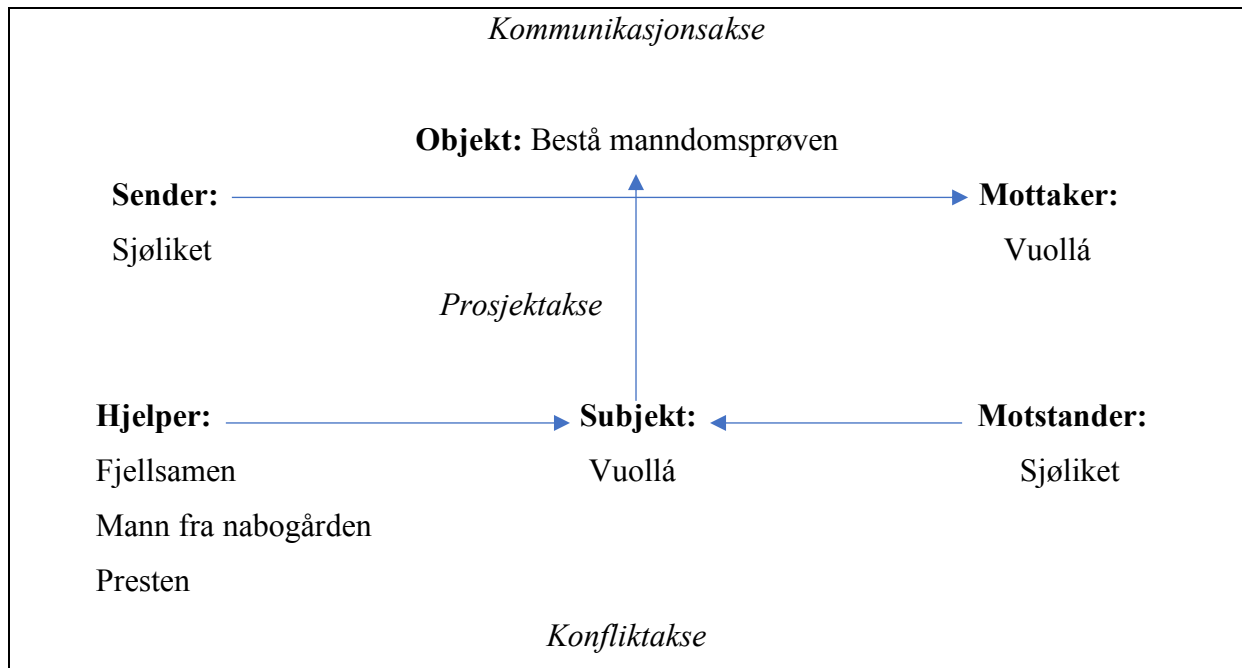 Kommunikasjonsakse
Objekt: Bestå manndomsprøven
Sender: Mottaker:
Sjøliket Vuollá
Prosjektakse
Hjelper: Subjekt: Motstander:
Fjellsamen Vuollá Sjøliket
Mann fra nabogården
Presten
Konfliktakse